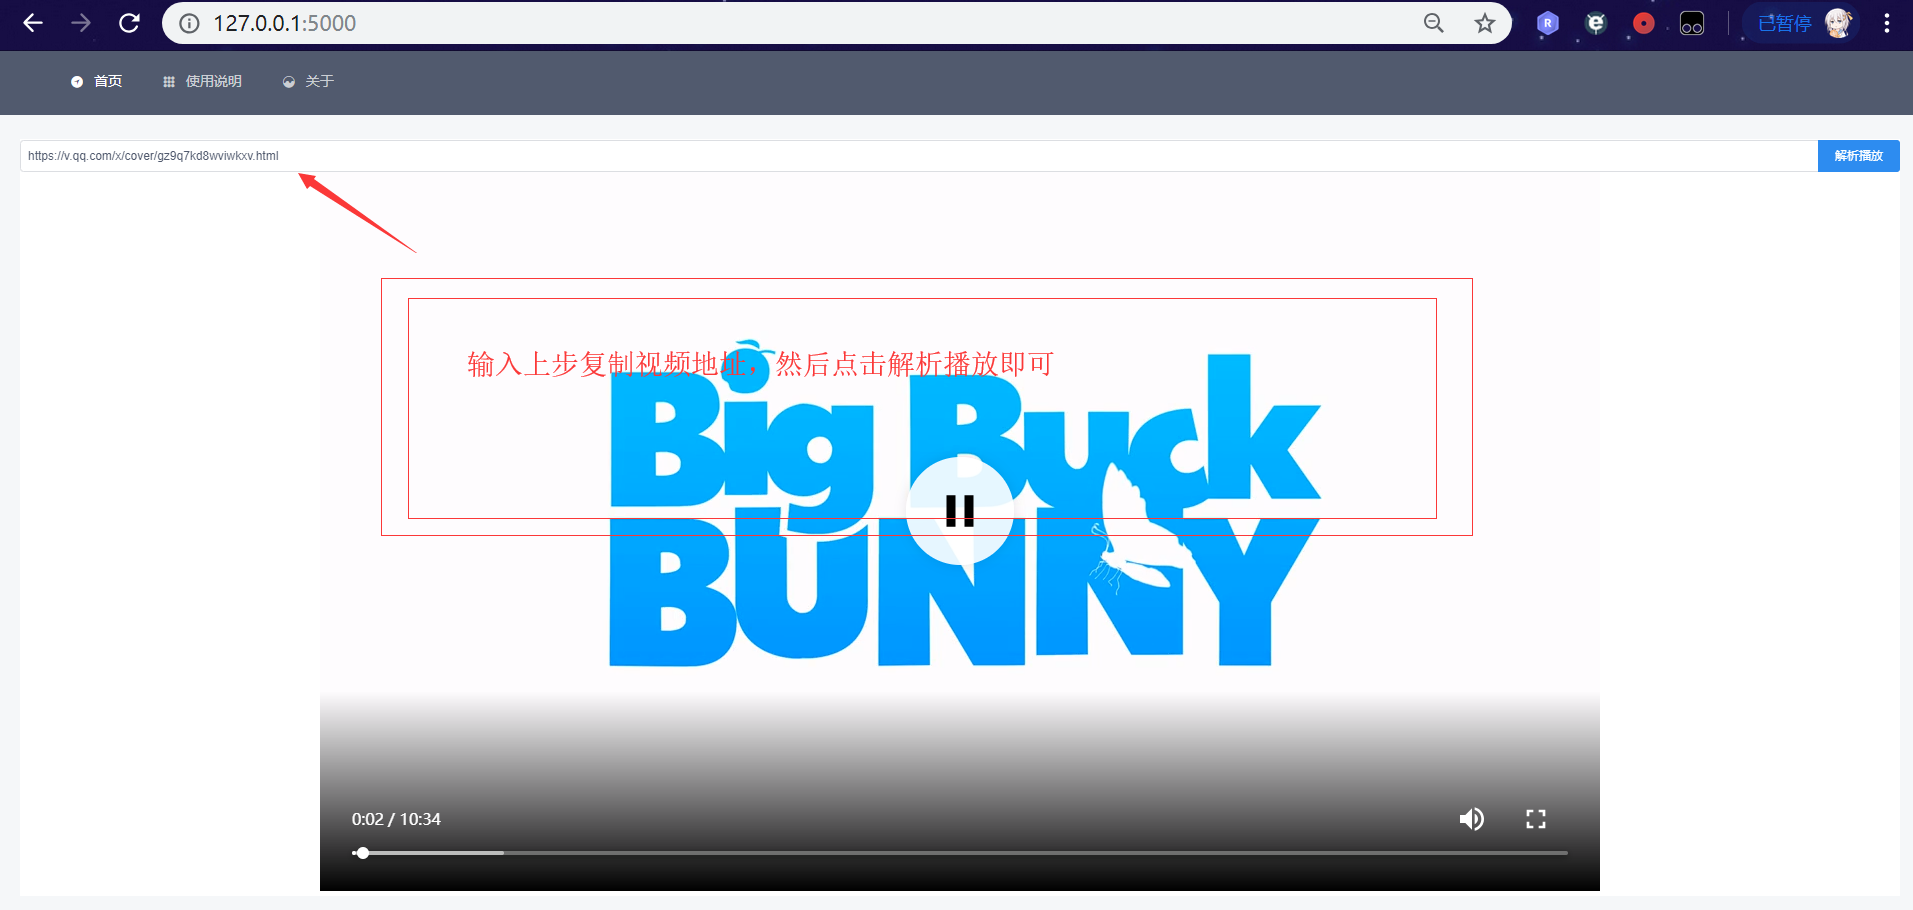 127.0.0.1:5000
已暂停
首页 使用说明 关于
https://v.qq.com/x/cover/gz9q7kd8wviwkxv.html 解析播放
输入上步复制视频地址，然后点击解析播放即可
Big Buck
BUNNY
0:02 / 10:34